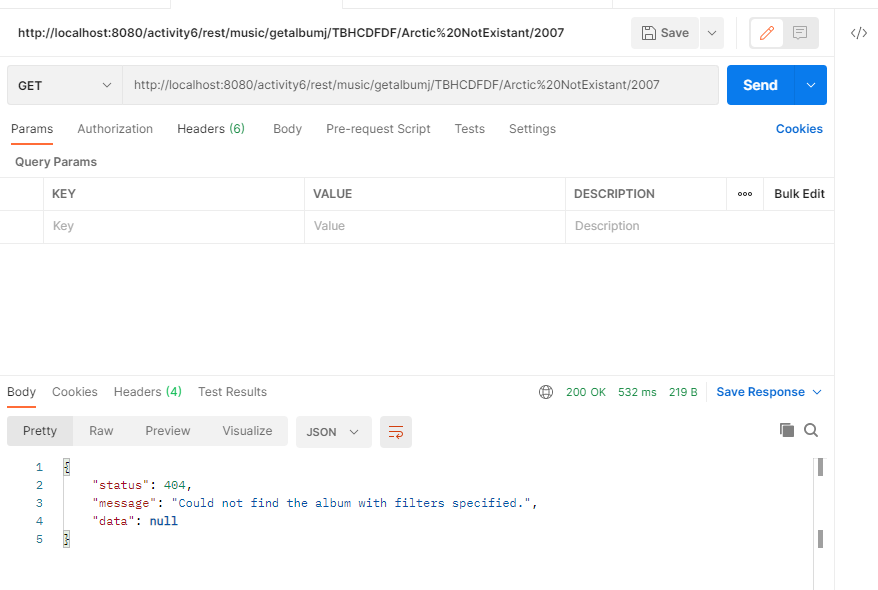 http://localhost:8080/activity6/rest/music/getalbumj/TBHCDFDF/Arctic%20NotExistant/2007 Save
GET http://localhost:8080/activity6/rest/music/getalbumj/TBHCDFDF/Arctic%20NotExistant/2007 Send
Params Authorization Headers (6) Body Pre-request Script Tests Settings Cookies
Query Params
KEY VALUE DESCRIPTION Bulk Edit
Key Value Description
Body Cookies Headers (4) Test Results 200 OK 532 ms 219 B Save Response
Pretty Raw Preview Visualize JSON
1 {
2 "status": 404,
3 "message": "Could not find the album with filters specified.",
4 "data": null
5 }